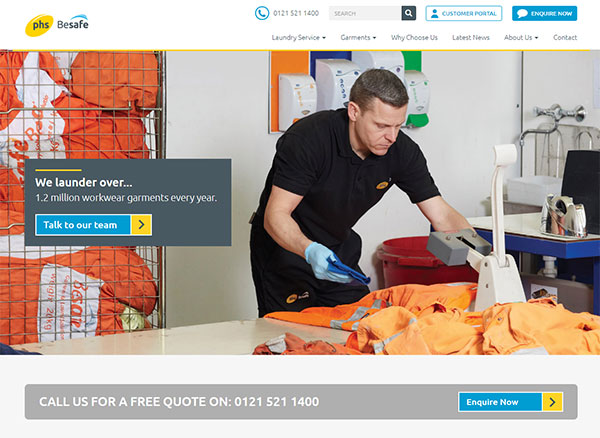 phs Besafe
0121 521 1400
SEARCH
CUSTOMER PORTAL
ENQUIRE NOW
Laundry Service
Garments
Why Choose Us
Latest News
About Us
Contact
We launder over...
1.2 million workwear garments every year.
Talk to our team
CALL US FOR A FREE QUOTE ON: 0121 521 1400
Enquire Now